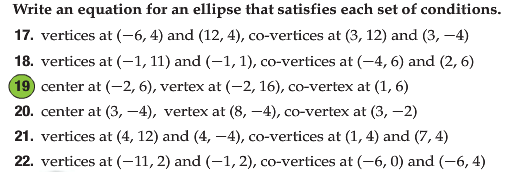 Write an equation for an ellipse that satisfies each set of conditions.
17. vertices at (−6, 4) and (12, 4), co-vertices at (3, 12) and (3, −4)
18. vertices at (−1, 11) and (−1, 1), co-vertices at (−4, 6) and (2, 6)
19 center at (−2, 6), vertex at (−2, 16), co-vertex at (1, 6)
20. center at (3, −4), vertex at (8, −4), co-vertex at (3, −2)
21. vertices at (4, 12) and (4, −4), co-vertices at (1, 4) and (7, 4)
22. vertices at (−11, 2) and (−1, 2), co-vertices at (−6, 0) and (−6, 4)